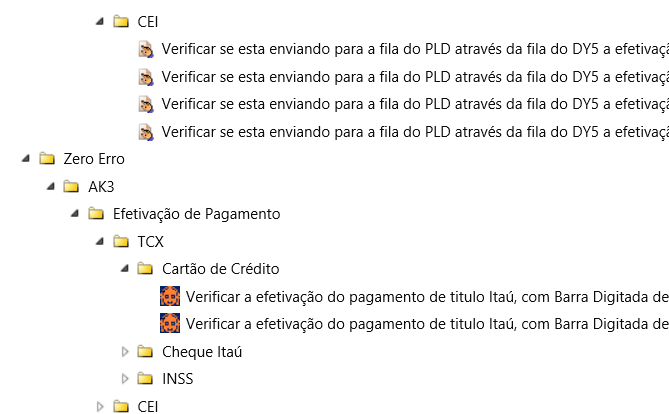 CEI
Verificar se esta enviando para a fila do PLD através da fila do DY5 a efetivaçã
Verificar se esta enviando para a fila do PLD através da fila do DY5 a efetivaçã
Verificar se esta enviando para a fila do PLD através da fila do DY5 a efetivaçã
Verificar se esta enviando para a fila do PLD através da fila do DY5 a efetivaçã
Zero Erro
AK3
Efetivação de Pagamento
TCX
Cartão de Crédito
Verificar a efetivação do pagamento de titulo Itaú, com Barra Digitada de
Verificar a efetivação do pagamento de titulo Itaú, com Barra Digitada de
Cheque Itaú
INSS
CEI